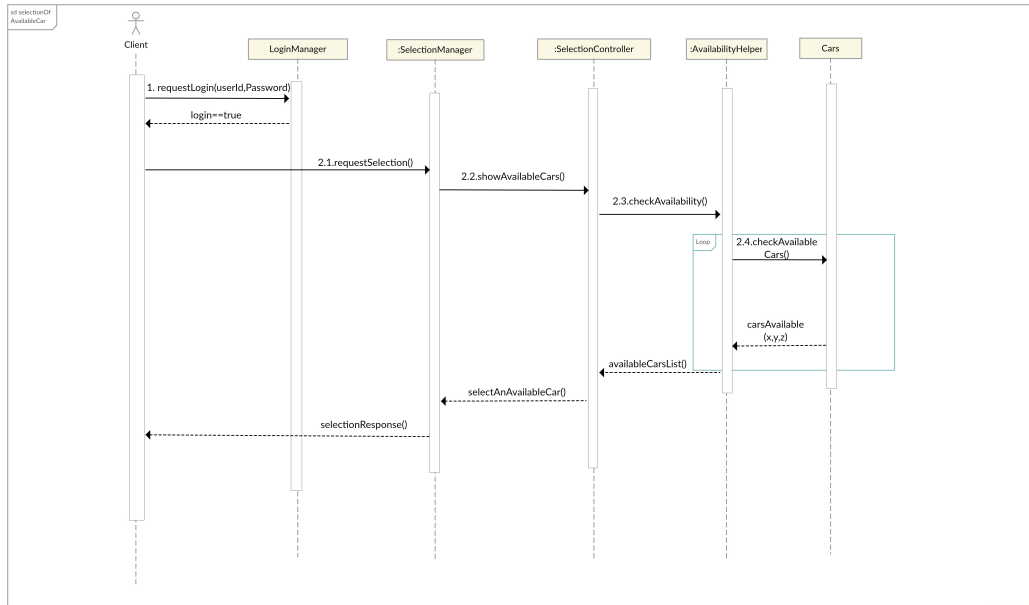 sd selectionOf
AvailableCar
Client
LoginManager
:SelectionManager
:SelectionController
:AvailabilityHelper
Cars
1. requestLogin(userId,Password)
login==true
2.1.requestSelection()
2.2.showAvailableCars()
2.3.checkAvailability()
Loop
2.4.checkAvailable
Cars()
carsAvailable
(x,y,z)
availableCarsList()
selectAnAvailableCar()
selectionResponse()